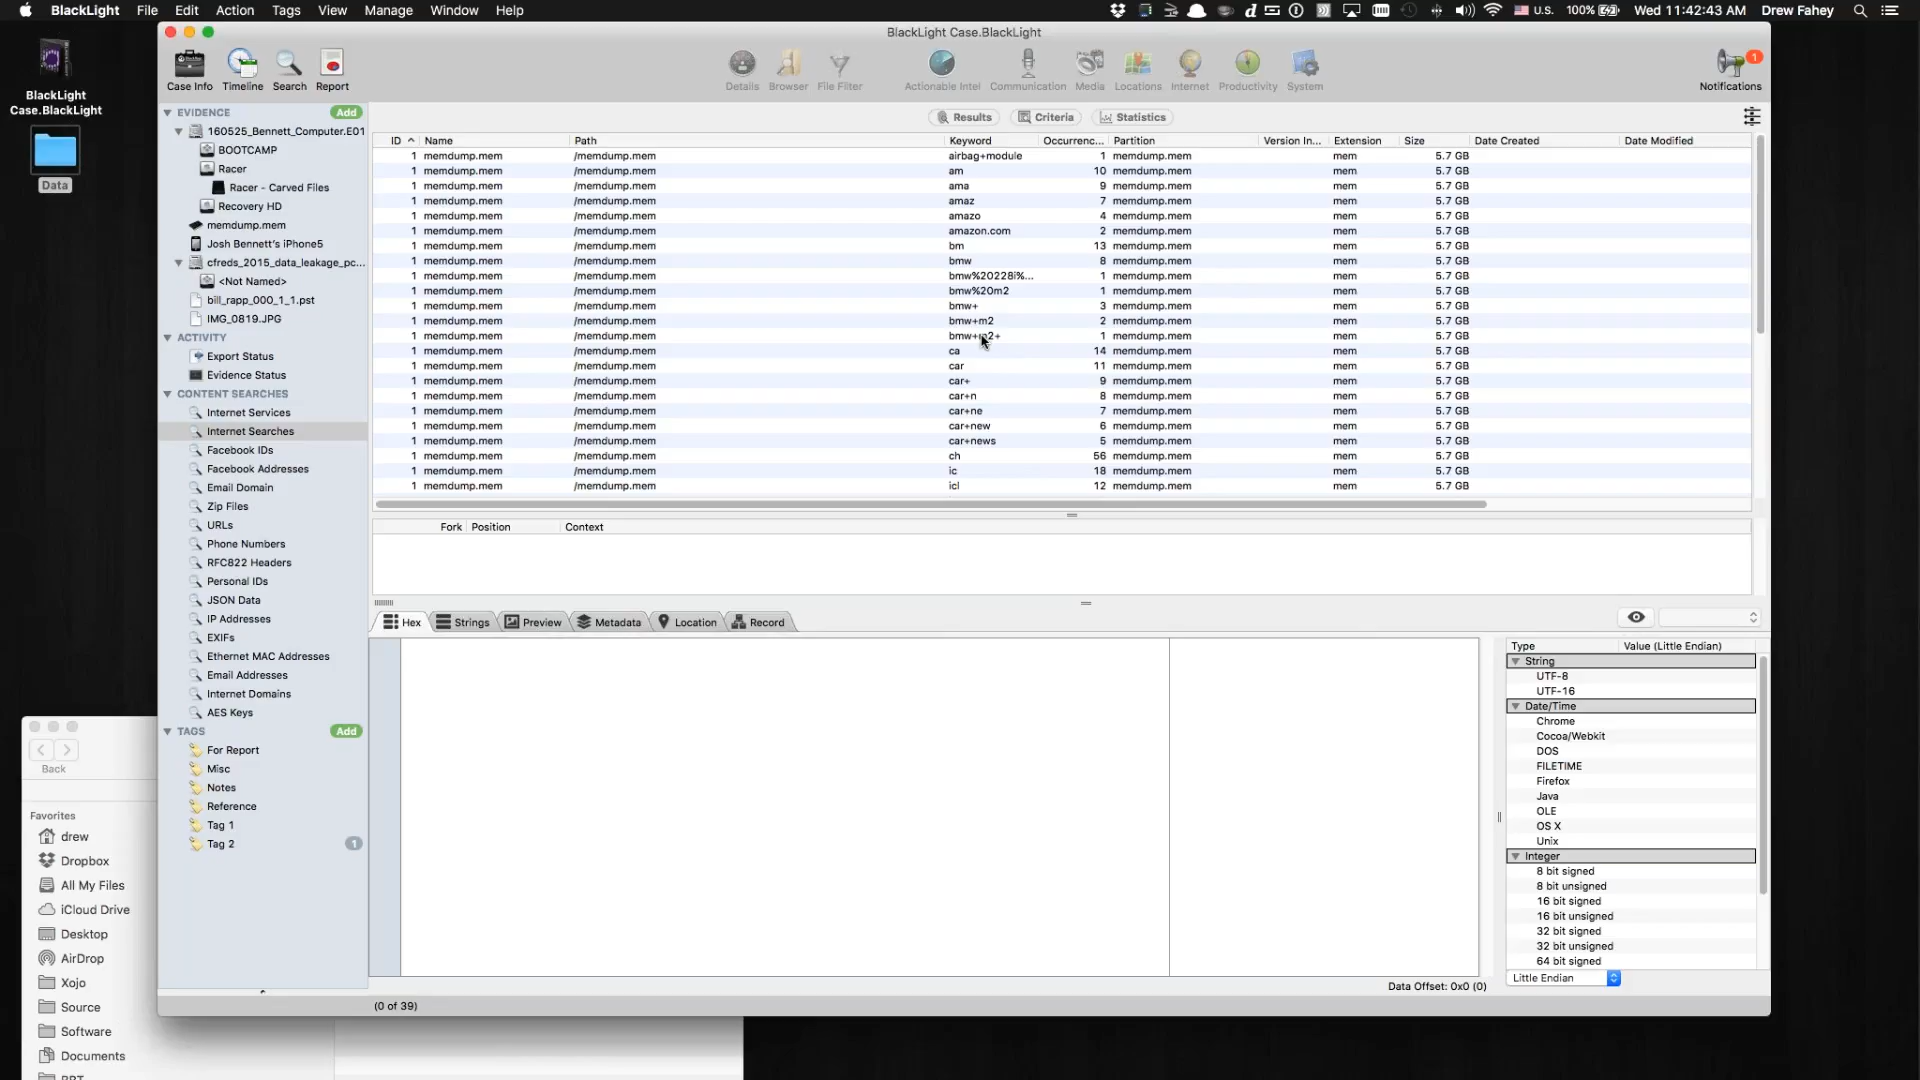 BlackLight File Edit Action Tags View Manage Window Help
U.S. 100% Wed 11:42:43 AM Drew Fahey
BlackLight Case.BlackLight
BlackLight
Case.BlackLight
Data
Case Info Timeline Search Report
Details Browser File Filter
Actionable Intel Communication Media Locations Internet Productivity System
1
Notifications
EVIDENCE Add
160525_Bennett_Computer.E01
BOOTCAMP
Racer
Racer - Carved Files
Recovery HD
memdump.mem
Josh Bennett's iPhone5
cfreds_2015_data_leakage_pc...
<Not Named>
bill_rapp_000_1_1.pst
IMG_0819.JPG
ACTIVITY
Export Status
Evidence Status
CONTENT SEARCHES
Internet Services
Internet Searches
Facebook IDs
Facebook Addresses
Email Domain
Zip Files
URLs
Phone Numbers
RFC822 Headers
Personal IDs
JSON Data
IP Addresses
EXIFs
Ethernet MAC Addresses
Email Addresses
Internet Domains
AES Keys
TAGS Add
For Report
Misc
Notes
Reference
Tag 1
Tag 2 1
Results Criteria Statistics
ID Name Path Keyword Occurrenc... Partition Version In... Extension Size Date Created Date Modified
1 memdump.mem /memdump.mem airbag+module 1 memdump.mem mem 5.7 GB
1 memdump.mem /memdump.mem am 10 memdump.mem mem 5.7 GB
1 memdump.mem /memdump.mem ama 9 memdump.mem mem 5.7 GB
1 memdump.mem /memdump.mem amaz 7 memdump.mem mem 5.7 GB
1 memdump.mem /memdump.mem amazo 4 memdump.mem mem 5.7 GB
1 memdump.mem /memdump.mem amazon.com 2 memdump.mem mem 5.7 GB
1 memdump.mem /memdump.mem bm 13 memdump.mem mem 5.7 GB
1 memdump.mem /memdump.mem bmw 8 memdump.mem mem 5.7 GB
1 memdump.mem /memdump.mem bmw%20228i%... 1 memdump.mem mem 5.7 GB
1 memdump.mem /memdump.mem bmw%20m2 1 memdump.mem mem 5.7 GB
1 memdump.mem /memdump.mem bmw+ 3 memdump.mem mem 5.7 GB
1 memdump.mem /memdump.mem bmw+m2 2 memdump.mem mem 5.7 GB
1 memdump.mem /memdump.mem bmw+m2+ 1 memdump.mem mem 5.7 GB
1 memdump.mem /memdump.mem ca 14 memdump.mem mem 5.7 GB
1 memdump.mem /memdump.mem car 11 memdump.mem mem 5.7 GB
1 memdump.mem /memdump.mem car+ 9 memdump.mem mem 5.7 GB
1 memdump.mem /memdump.mem car+n 8 memdump.mem mem 5.7 GB
1 memdump.mem /memdump.mem car+ne 7 memdump.mem mem 5.7 GB
1 memdump.mem /memdump.mem car+new 6 memdump.mem mem 5.7 GB
1 memdump.mem /memdump.mem car+news 5 memdump.mem mem 5.7 GB
1 memdump.mem /memdump.mem ch 56 memdump.mem mem 5.7 GB
1 memdump.mem /memdump.mem ic 18 memdump.mem mem 5.7 GB
1 memdump.mem /memdump.mem icl 12 memdump.mem mem 5.7 GB
Fork Position Context
Hex Strings Preview Metadata Location Record
Type Value (Little Endian)
String
UTF-8
UTF-16
Date/Time
Chrome
Cocoa/Webkit
DOS
FILETIME
Firefox
Java
OLE
OS X
Unix
Integer
8 bit signed
8 bit unsigned
16 bit signed
16 bit unsigned
32 bit signed
32 bit unsigned
64 bit signed
Little Endian
Data Offset: 0x0 (0)
(0 of 39)
Back
Favorites
drew
Dropbox
All My Files
iCloud Drive
Desktop
AirDrop
Xojo
Source
Software
Documents